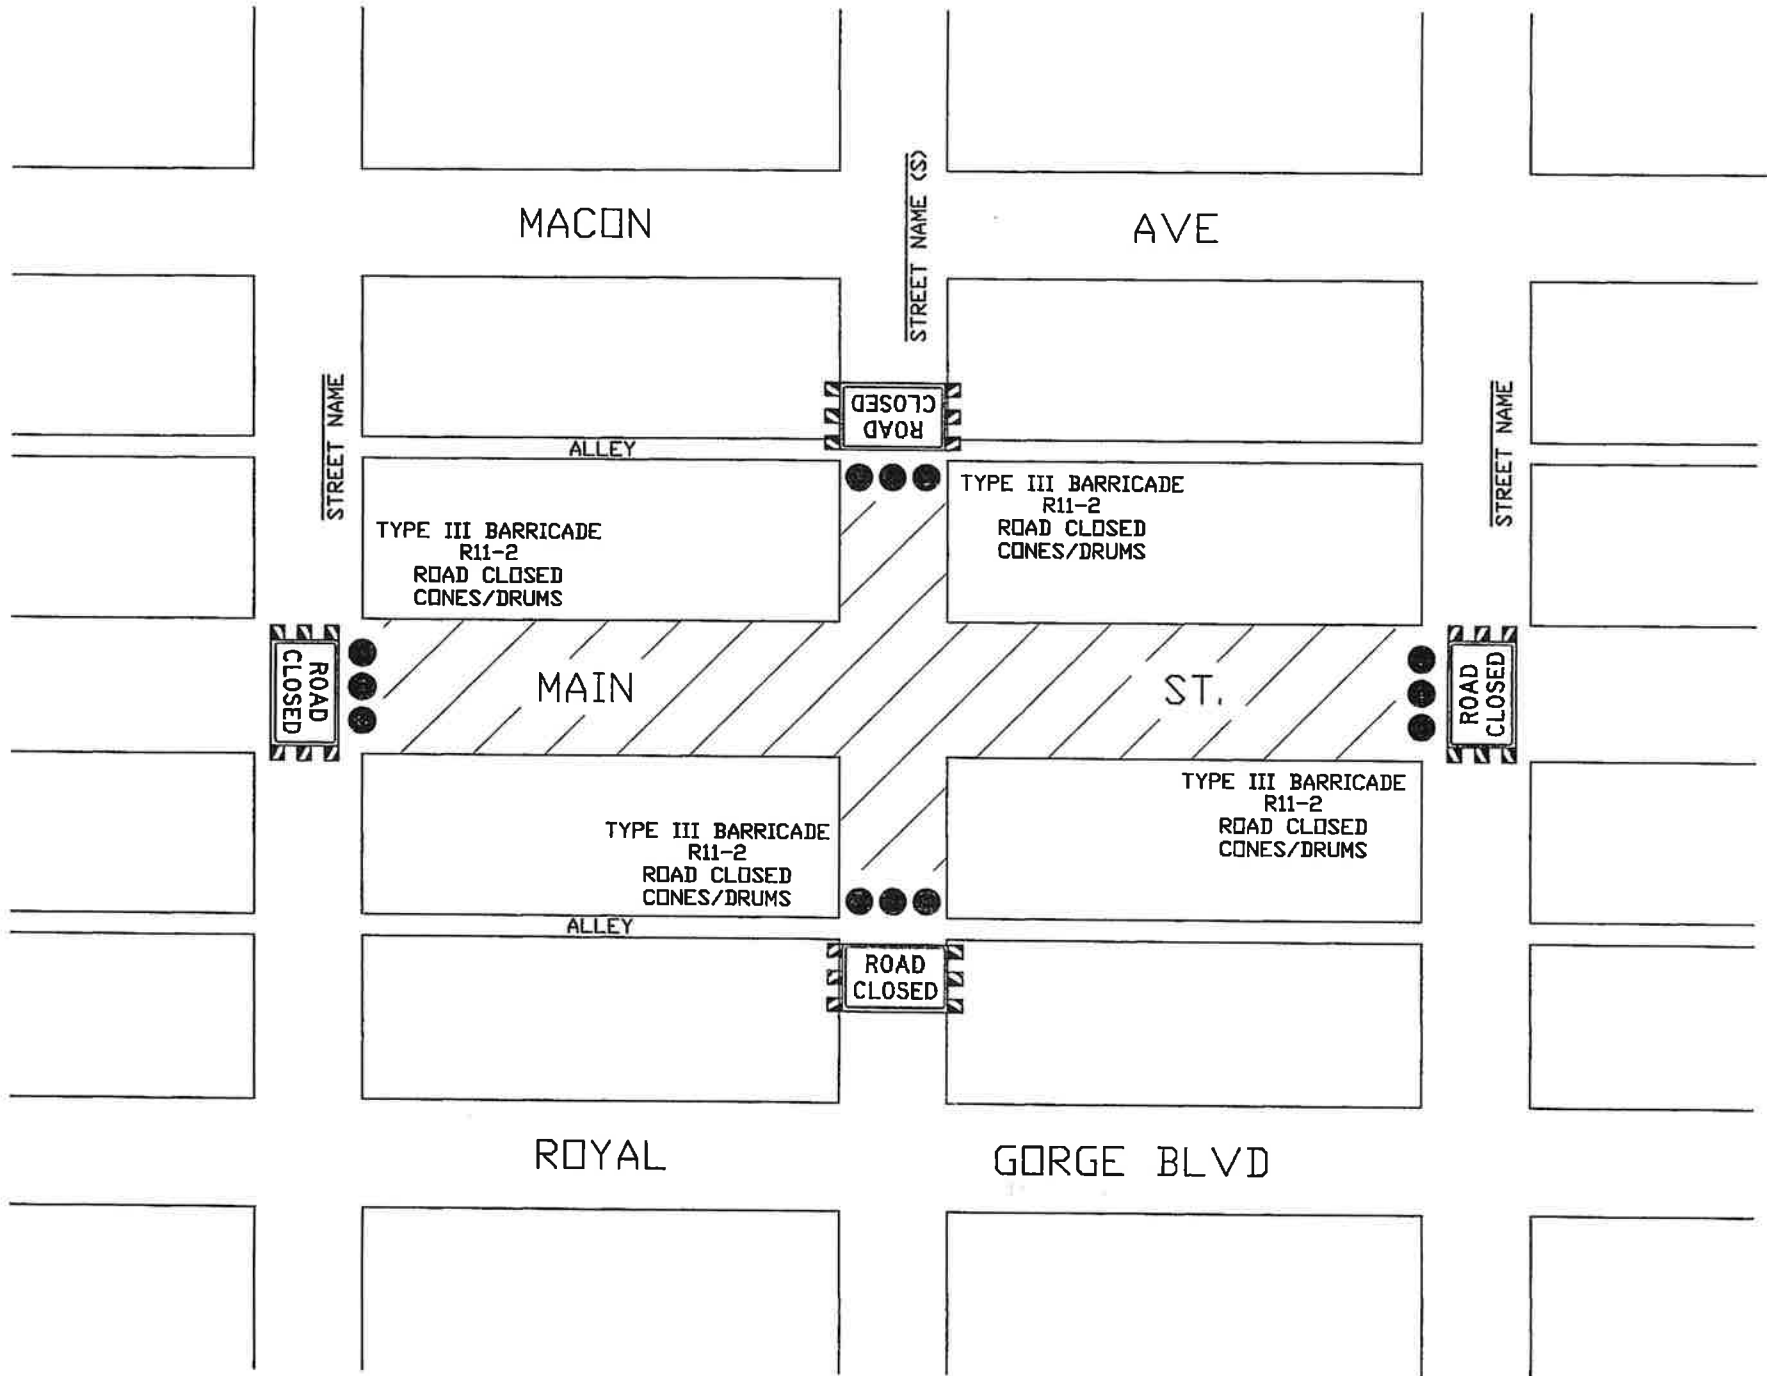 MACON AVE
STREET NAME (S)
STREET NAME
STREET NAME
ROAD
CLOSED
ALLEY
TYPE III BARRICADE
R11-2
ROAD CLOSED
CONES/DRUMS
TYPE III BARRICADE
R11-2
ROAD CLOSED
CONES/DRUMS
ROAD
CLOSED
MAIN ST.
ROAD
CLOSED
TYPE III BARRICADE
R11-2
ROAD CLOSED
CONES/DRUMS
TYPE III BARRICADE
R11-2
ROAD CLOSED
CONES/DRUMS
ALLEY
ROAD
CLOSED
ROYAL GORGE BLVD